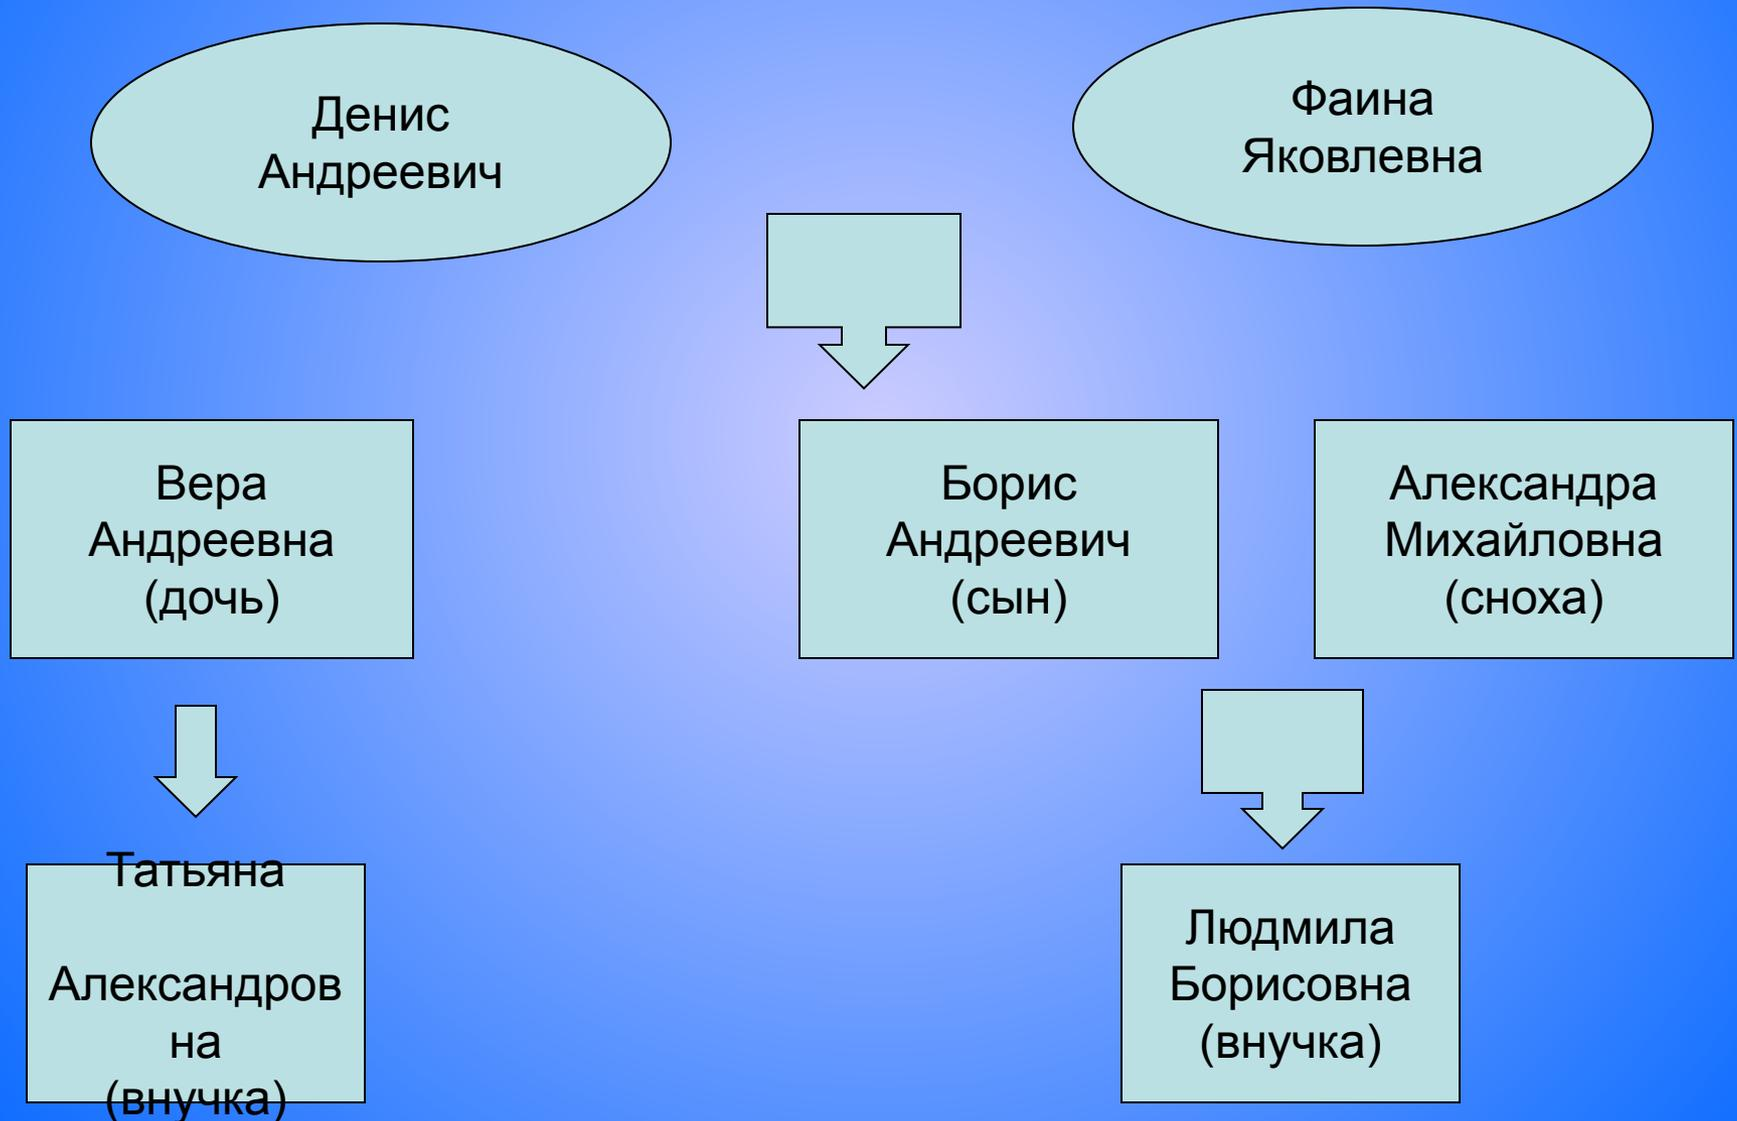 Денис
Андреевич
Фаина
Яковлевна
Вера
Андреевна
(дочь)
Борис
Андреевич
(сын)
Александра
Михайловна
(сноха)
Татьяна
Александров
на
(внучка)
Людмила
Борисовна
(внучка)